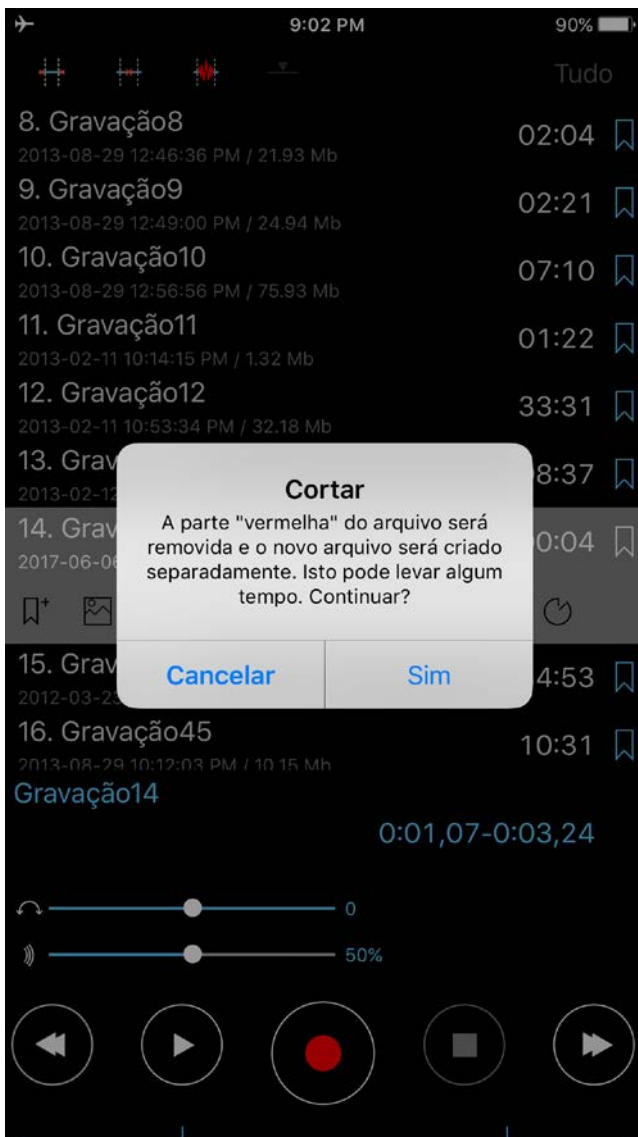 9:02 PM
90%
Tudo
8. Gravação8
02:04
2013-08-29 12:46:36 PM / 21.93 Mb
9. Gravação9
02:21
2013-08-29 12:49:00 PM / 24.94 Mb
10. Gravação10
07:10
2013-08-29 12:56:56 PM / 75.93 Mb
11. Gravação11
01:22
2013-02-11 10:14:15 PM / 1.32 Mb
12. Gravação12
33:31
2013-02-11 10:53:34 PM / 32.18 Mb
13. Grav
8:37
2013-02-12
14. Grav
0:04
2017-06-06
Cortar
A parte "vermelha" do arquivo será
removida e o novo arquivo será criado
separadamente. Isto pode levar algum
tempo. Continuar?
Cancelar
Sim
15. Grav
4:53
2012-03-23
16. Gravação45
10:31
2013-08-29 10:12:03 PM / 10.15 Mb
Gravação14
0:01,07-0:03,24
0
50%